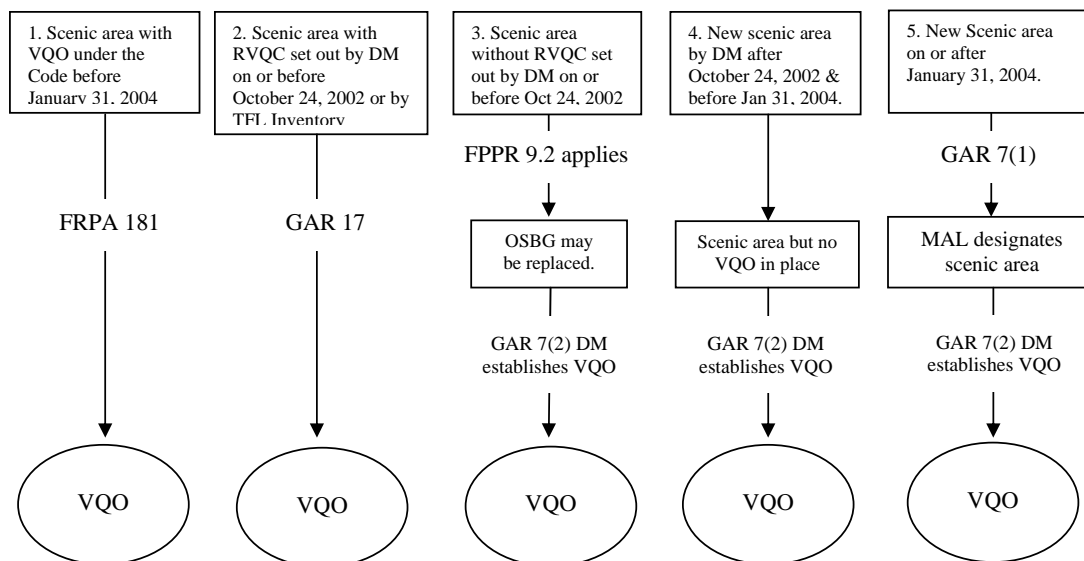 1. Scenic area with
VQO under the
Code before
January 31, 2004
2. Scenic area with
RVQC set out by DM
on or before
October 24, 2002 or by
TFL Inventory
3. Scenic area
without RVQC set
out by DM on or
before Oct 24, 2002
4. New scenic area
by DM after
October 24, 2002 &
before Jan 31, 2004.
5. New Scenic area
on or after
January 31, 2004.
FRPA 181
GAR 17
FPPR 9.2 applies
GAR 7(1)
OSBG may
be replaced.
Scenic area but no
VQO in place
MAL designates
scenic area
GAR 7(2) DM
establishes VQO
GAR 7(2) DM
establishes VQO
GAR 7(2) DM
establishes VQO
VQO
VQO
VQO
VQO
VQO